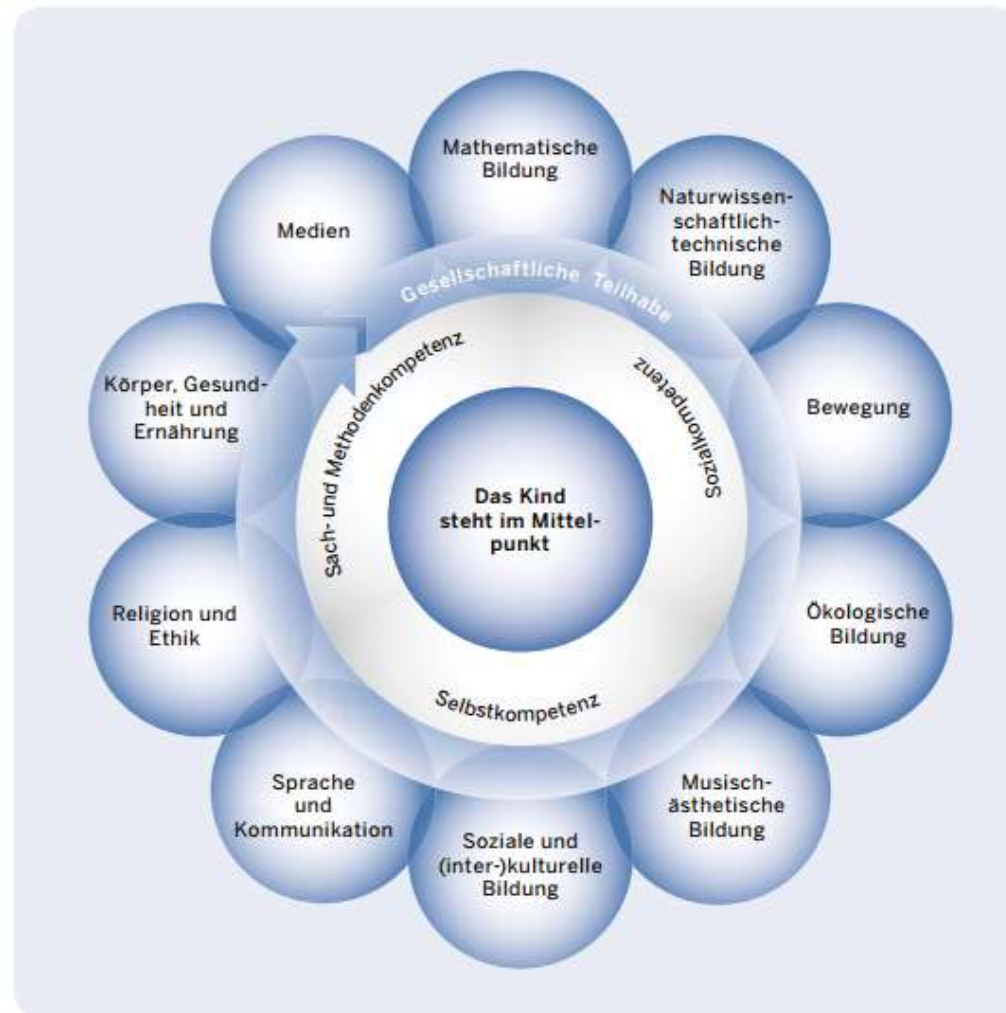 Mathematische
Bildung
Naturwissen-
schaftlich-
technische
Bildung
Medien
Gesellschaftliche Teilhabe
Sach- und Methodenkompetenz
Sozialkompetenz
Körper, Gesund-
heit und
Ernährung
Bewegung
Das Kind
steht im Mittel-
punkt
Religion und
Ethik
Ökologische
Bildung
Selbstkompetenz
Sprache
und
Kommunikation
Musisch-
ästhetische
Bildung
Soziale und
(inter-)kulturelle
Bildung